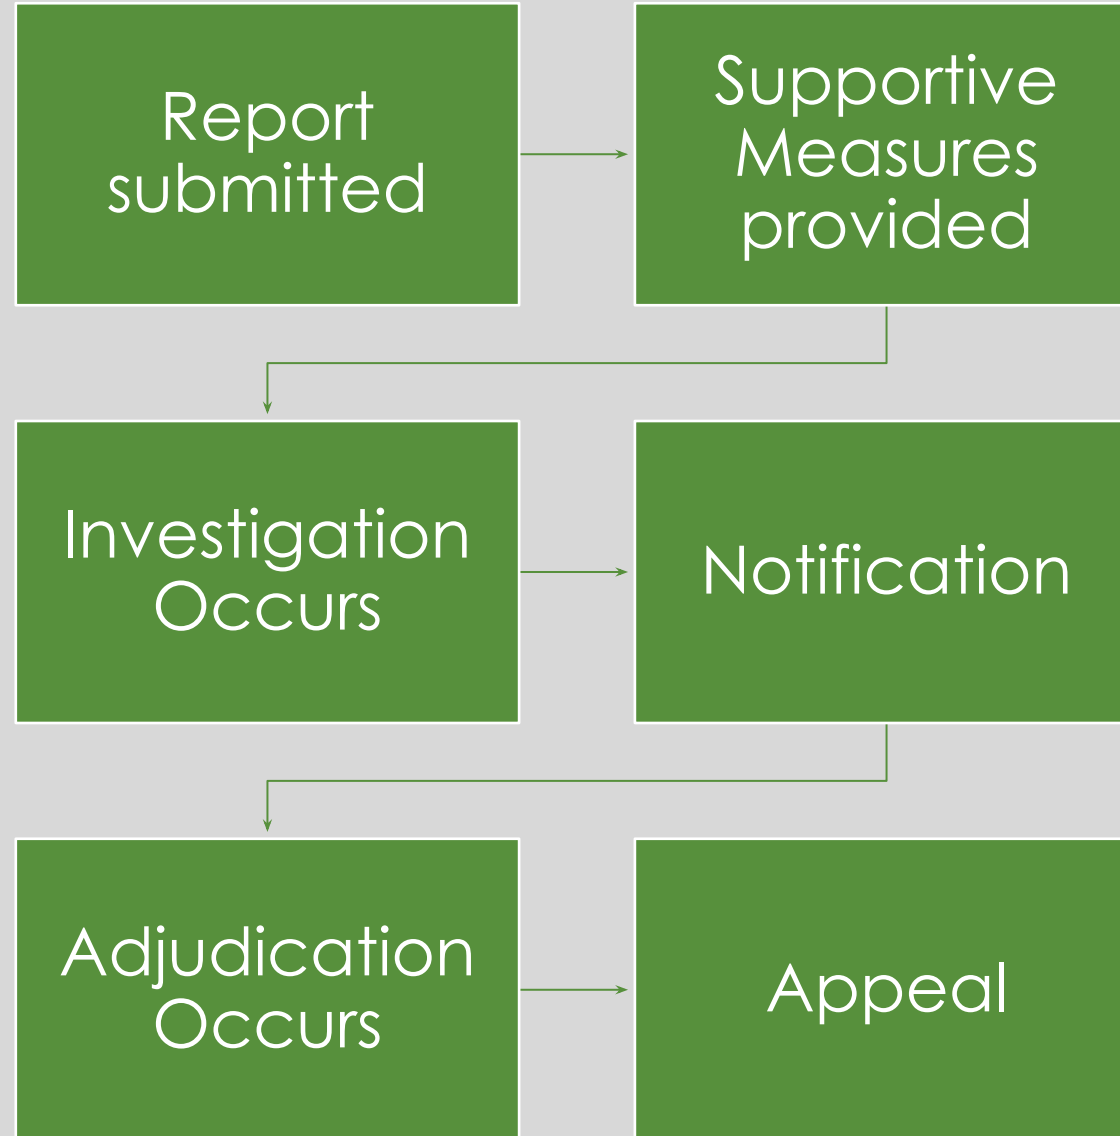 Report
submitted
Supportive
Measures
provided
Investigation
Occurs
Notification
Adjudication
Occurs
Appeal